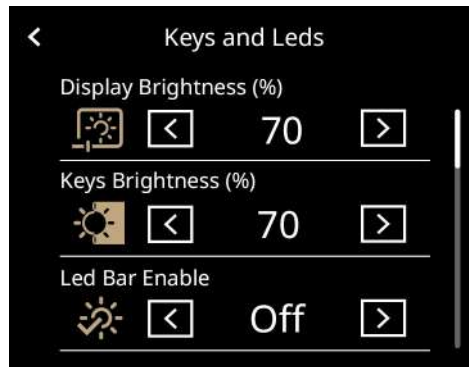 Keys and Leds
Display Brightness (%)
70
Keys Brightness (%)
70
Led Bar Enable
Off